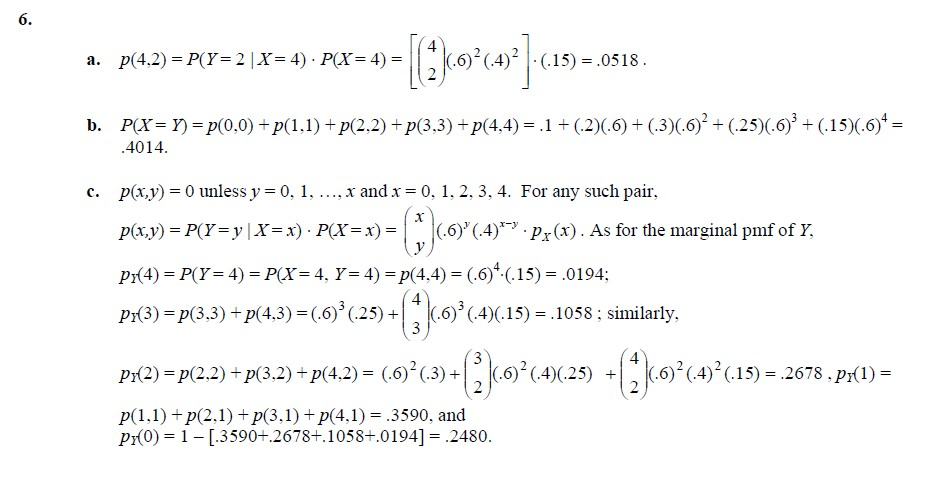 6.
a. p(4,2) = P(Y = 2 | X = 4) · P(X = 4) = [(4 2)(.6)²(.4)²] · (.15) = .0518 .
b. P(X = Y) = p(0,0) + p(1,1) + p(2,2) + p(3,3) + p(4,4) = .1 + (.2)(.6) + (.3)(.6)² + (.25)(.6)³ + (.15)(.6)⁴ =
.4014.
c. p(x,y) = 0 unless y = 0, 1, …, x and x = 0, 1, 2, 3, 4. For any such pair,
p(x,y) = P(Y = y | X = x) · P(X = x) = (x y)(.6)^y(.4)^(x−y) · p_X(x) . As for the marginal pmf of Y,
p_Y(4) = P(Y = 4) = P(X = 4, Y = 4) = p(4,4) = (.6)⁴·(.15) = .0194;
p_Y(3) = p(3,3) + p(4,3) = (.6)³(.25) + (4 3)(.6)³(.4)(.15) = .1058 ; similarly,
p_Y(2) = p(2,2) + p(3,2) + p(4,2) = (.6)²(.3) + (3 2)(.6)²(.4)(.25) + (4 2)(.6)²(.4)²(.15) = .2678 , p_Y(1) =
p(1,1) + p(2,1) + p(3,1) + p(4,1) = .3590, and
p_Y(0) = 1 – [.3590+.2678+.1058+.0194] = .2480.